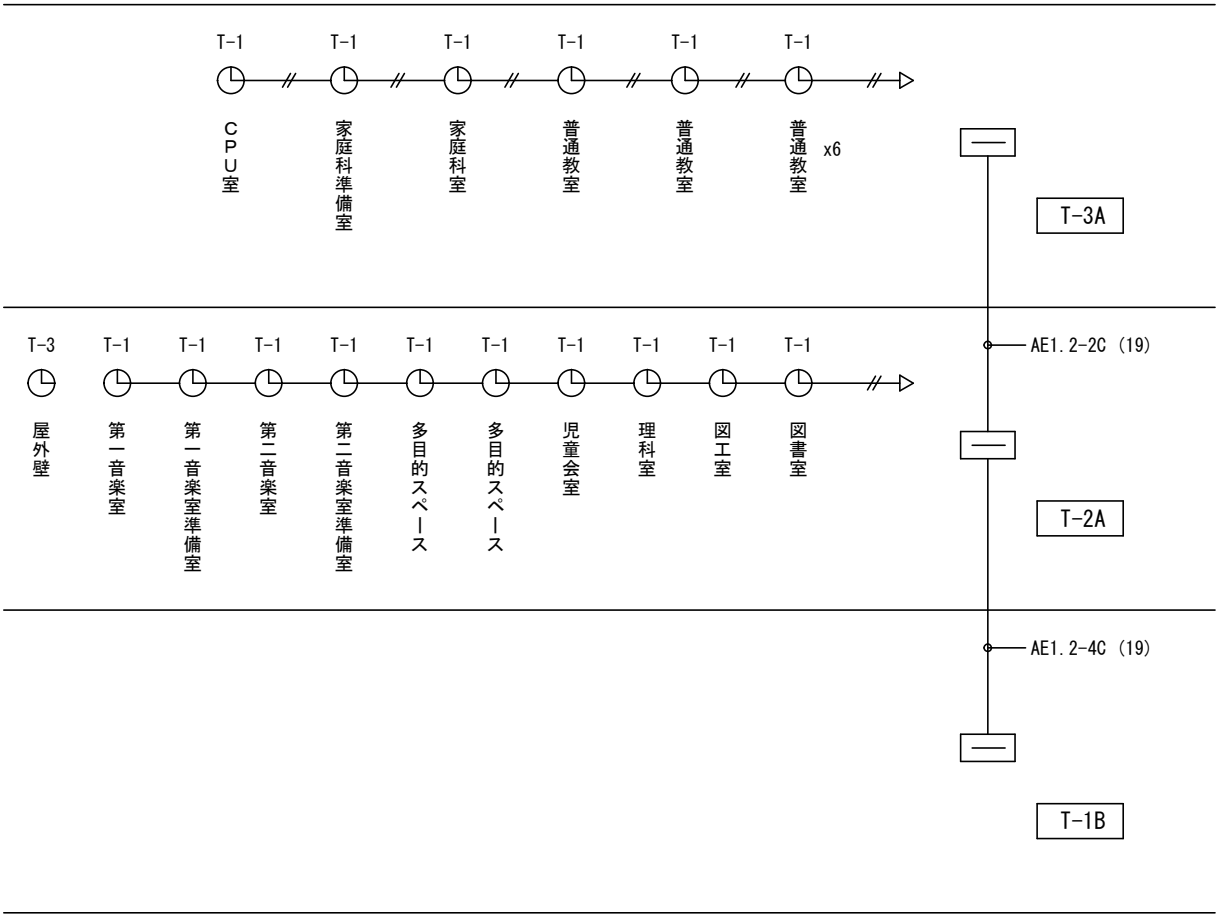 T-1 T-1 T-1 T-1 T-1 T-1
CPU室
家庭科準備室
家庭科室
普通教室
普通教室
普通教室
x6
T-3A
T-3 T-1 T-1 T-1 T-1 T-1 T-1 T-1 T-1 T-1 T-1
AE1.2-2C (19)
屋外壁
第一音楽室
第一音楽室準備室
第二音楽室
第二音楽室準備室
多目的スペース
多目的スペース
児童会室
理科室
図工室
図書室
T-2A
AE1.2-4C (19)
T-1B